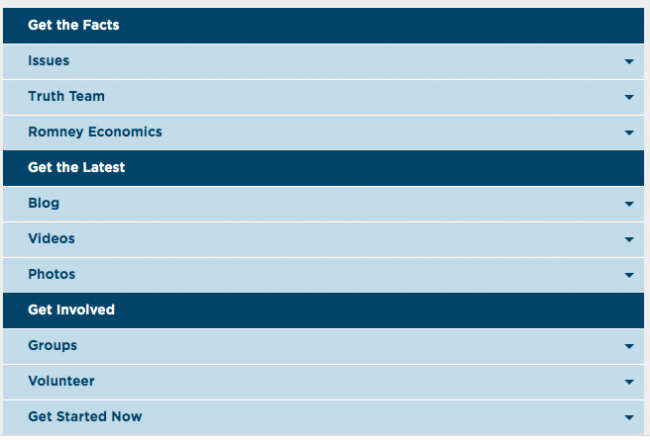 Get the Facts
Issues
Truth Team
Romney Economics
Get the Latest
Blog
Videos
Photos
Get Involved
Groups
Volunteer
Get Started Now